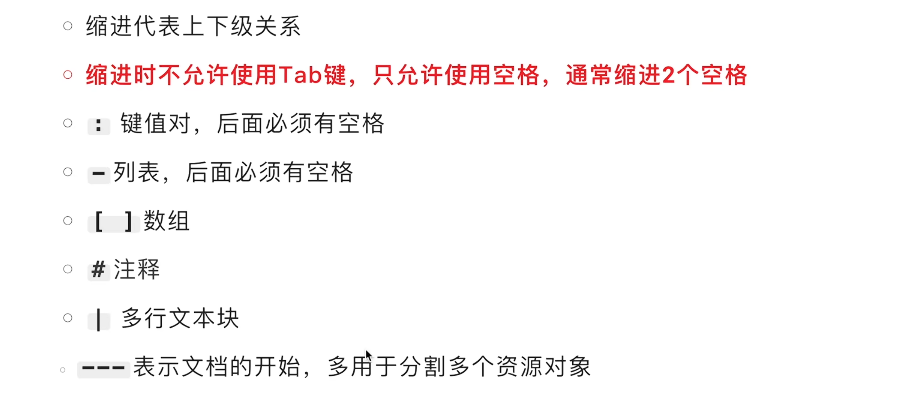 缩进代表上下级关系
缩进时不允许使用Tab键，只允许使用空格，通常缩进2个空格
: 键值对，后面必须有空格
-列表，后面必须有空格
[ ]数组
#注释
| 多行文本块
---表示文档的开始，多用于分割多个资源对象